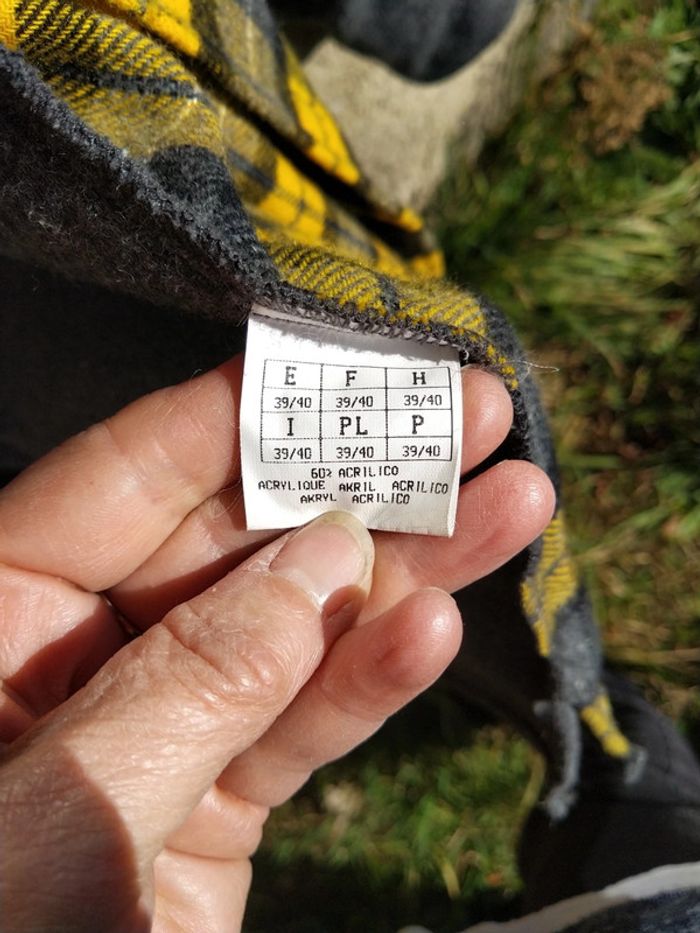 E F H
39/40 39/40 39/40
I PL P
39/40 39/40 39/40
60% ACRILICO
ACRYLIQUE AKRIL ACRILICO
AKRYL ACRILICO